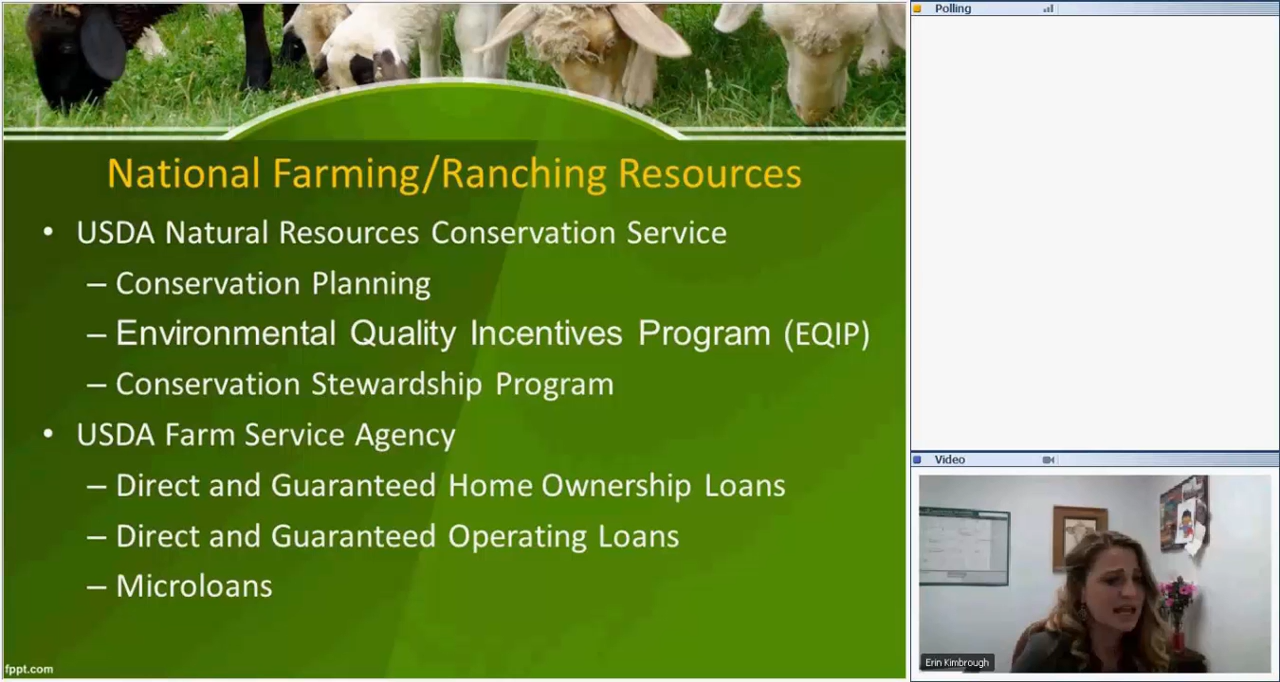 Polling
National Farming/Ranching Resources
• USDA Natural Resources Conservation Service
– Conservation Planning
– Environmental Quality Incentives Program (EQIP)
– Conservation Stewardship Program
• USDA Farm Service Agency
– Direct and Guaranteed Home Ownership Loans
– Direct and Guaranteed Operating Loans
– Microloans
fppt.com
Video
Erin Kimbrough